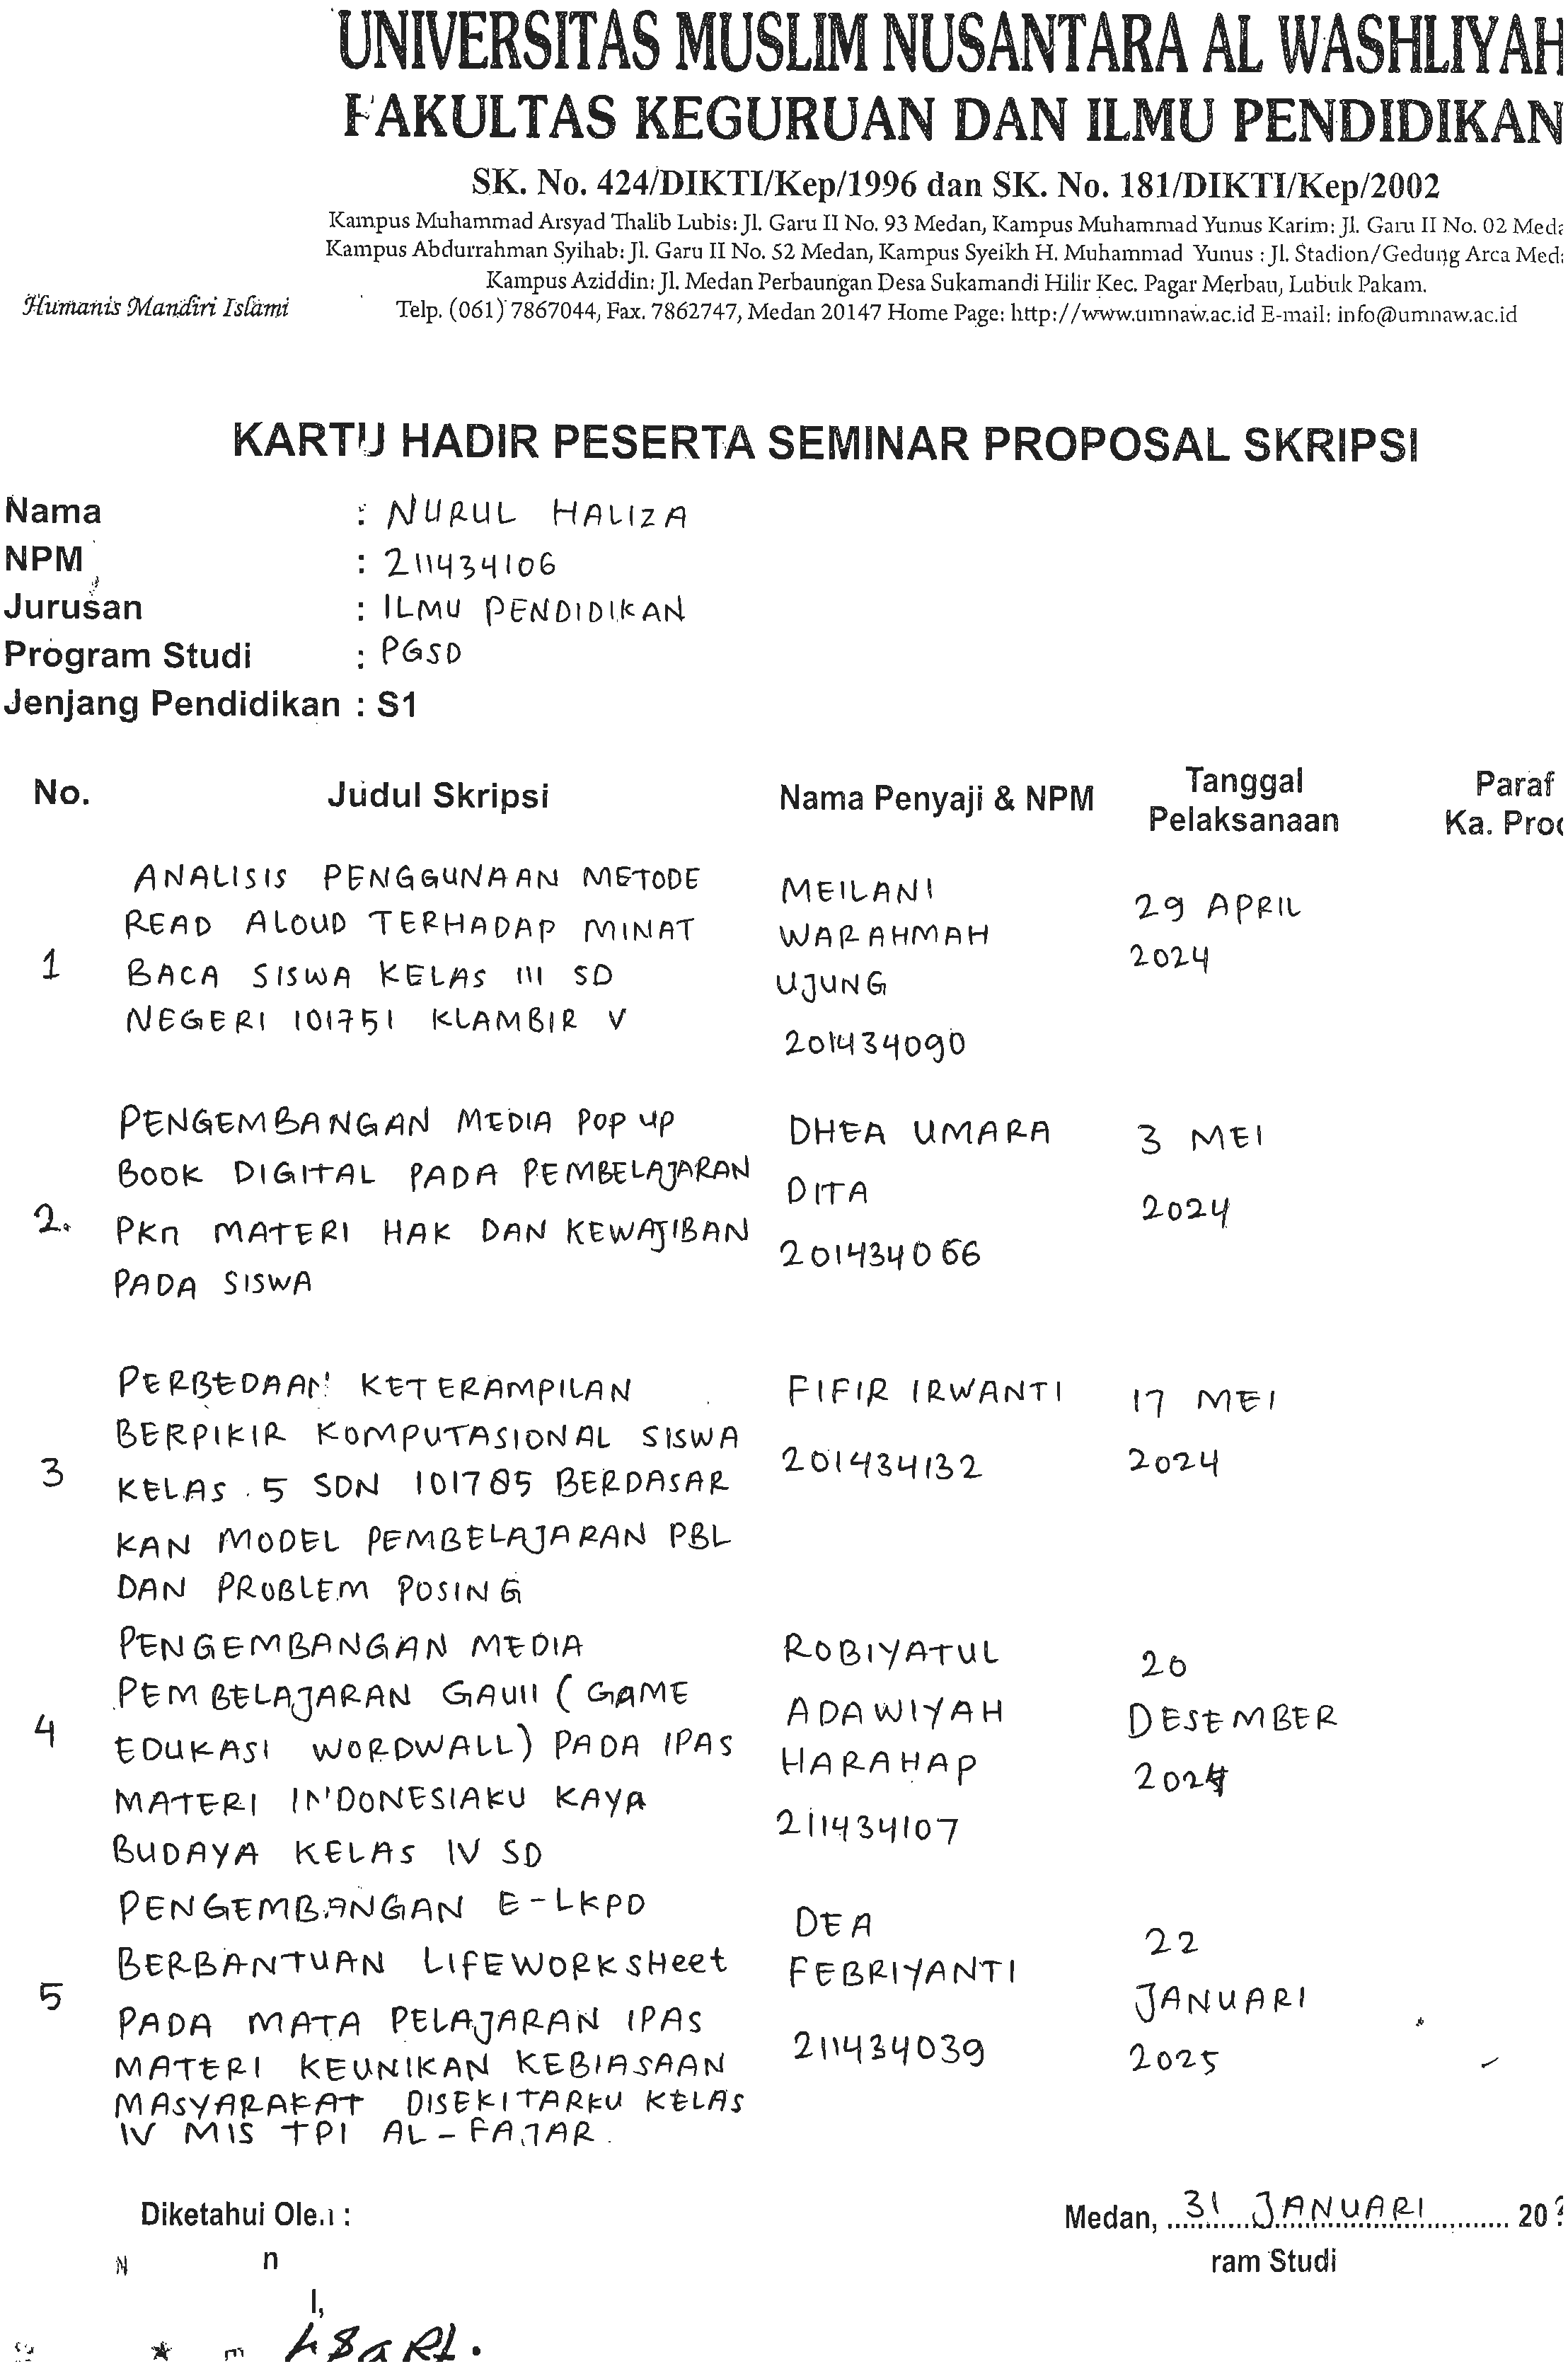 UNIVERSITAS MUSLIM NUSANTARA AL WASHLIYAH
FAKULTAS KEGURUAN DAN ILMU PENDIDIKAN
SK. No. 424/DIKTI/Kep/1996 dan SK. No. 181/DIKTI/Kep/2002
Kampus Muhammad Arsyad Thalib Lubis: Jl. Garu II No. 93 Medan, Kampus Muhammad Yunus Karim: Jl. Garu II No. 02
Kampus Abdurrahman Syihab: Jl. Garu II No. 52 Medan, Kampus Syeikh H. Muhammad Yunus : Jl. Stadion/Gedung Arca
Kampus Aziddin: Jl. Medan Perbaungan Desa Sukamandi Hilir Kec. Pagar Merbau, Lubuk Pakam.
Humanis Mandiri Islami
Telp. (061) 7867044, Fax. 7862747, Medan 20147 Home Page: http://www.umnaw.ac.id E-mail: info@umnaw.ac.id
KARTU HADIR PESERTA SEMINAR PROPOSAL SKRIPSI
Nama : NURUL HALIZA
NPM : 211434106
Jurusan : ILMU PENDIDIKAN
Program Studi : PGSD
Jenjang Pendidikan : S1
No. Judul Skripsi Nama Penyaji & NPM Tanggal Pelaksanaan Paraf Ka.
1
ANALISIS PENGGUNAAN METODE
READ ALOUD TERHADAP MINAT
BACA SISWA KELAS III SD
NEGERI 101751 KLAMBIR V
MEILANI
WARAHMAH
UJUNG
201434090
29 APRIL
2024
2.
PENGEMBANGAN MEDIA POP UP
BOOK DIGITAL PADA PEMBELAJARAN
PKn MATERI HAK DAN KEWAJIBAN
PADA SISWA
DHEA UMARA
DITA
201434066
3 MEI
2024
3
PERBEDAAN KETERAMPILAN
BERPIKIR KOMPUTASIONAL SISWA
KELAS 5 SDN 101785 BERDASAR
KAN MODEL PEMBELAJARAN PBL
DAN PROBLEM POSING
FIFIR IRWANTI
201434132
17 MEI
2024
4
PENGEMBANGAN MEDIA
PEMBELAJARAN (GAME
EDUKASI WORDWALL) PADA IPAS
MATERI INDONESIAKU KAYA
BUDAYA KELAS IV SD
ROBIYATUL
ADAWIYAH
HARAHAP
211434107
20
DESEMBER
2024
5
PENGEMBANGAN E-LKPD
BERBANTUAN LIFEWORKSHeet
PADA MATA PELAJARAN IPAS
MATERI KEUNIKAN KEBIASAAN
MASYARAKAT DISEKITARKU KELAS
IV MIS TPI AL-FAJAR.
DEA
FEBRIYANTI
211434039
22
JANUARI
2025
Diketahui Oleh :
Medan, 31 JANUARI 20
ram Studi